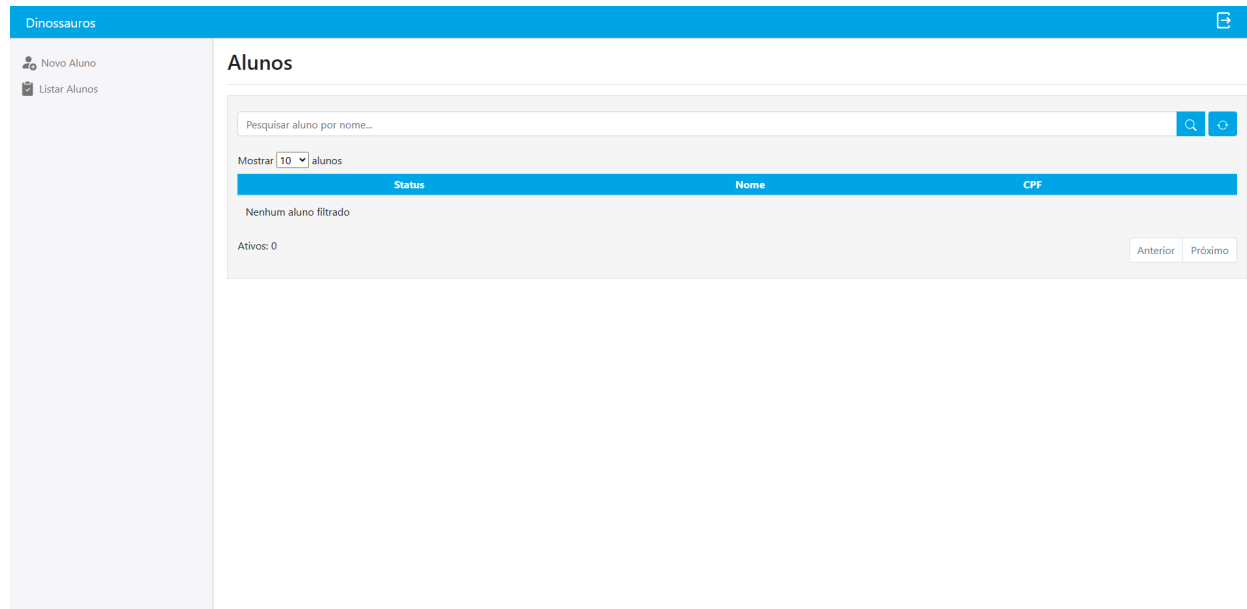 Dinossauros
Novo Aluno
Listar Alunos
Alunos
Pesquisar aluno por nome...
Mostrar 10 alunos
Status Nome CPF
Nenhum aluno filtrado
Ativos: 0
Anterior Próximo